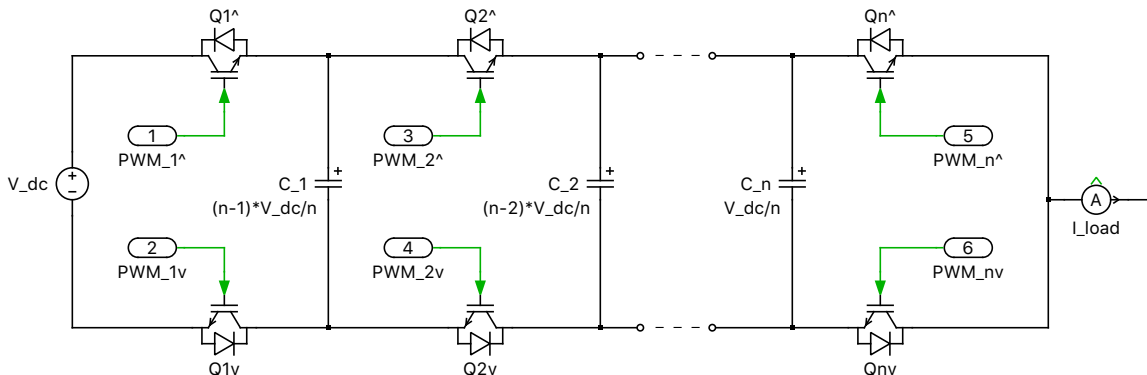 Q1^
Q2^
Qn^
1
PWM_1^
3
PWM_2^
5
PWM_n^
V_dc
+
−
C_1
+
(n-1)*V_dc/n
C_2
+
(n-2)*V_dc/n
C_n
+
V_dc/n
A
I_load
2
PWM_1v
4
PWM_2v
6
PWM_nv
Q1v
Q2v
Qnv